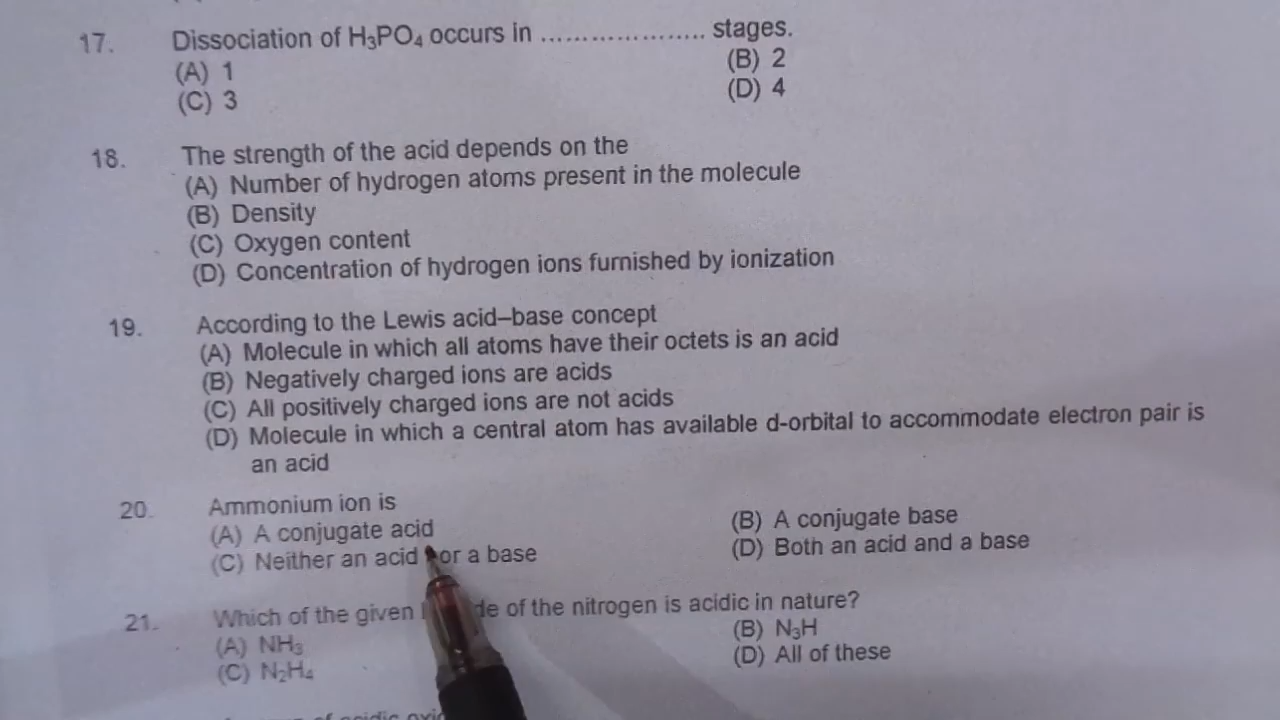 17. Dissociation of H₃PO₄ occurs in .................... stages.
(A) 1 (B) 2
(C) 3 (D) 4
18. The strength of the acid depends on the
(A) Number of hydrogen atoms present in the molecule
(B) Density
(C) Oxygen content
(D) Concentration of hydrogen ions furnished by ionization
19. According to the Lewis acid–base concept
(A) Molecule in which all atoms have their octets is an acid
(B) Negatively charged ions are acids
(C) All positively charged ions are not acids
(D) Molecule in which a central atom has available d-orbital to accommodate electron pair is
an acid
20. Ammonium ion is
(A) A conjugate acid (B) A conjugate base
(C) Neither an acid or a base (D) Both an acid and a base
21. Which of the given de of the nitrogen is acidic in nature?
(A) NH₃ (B) N₃H
(C) N₂H₄ (D) All of these
of acidic